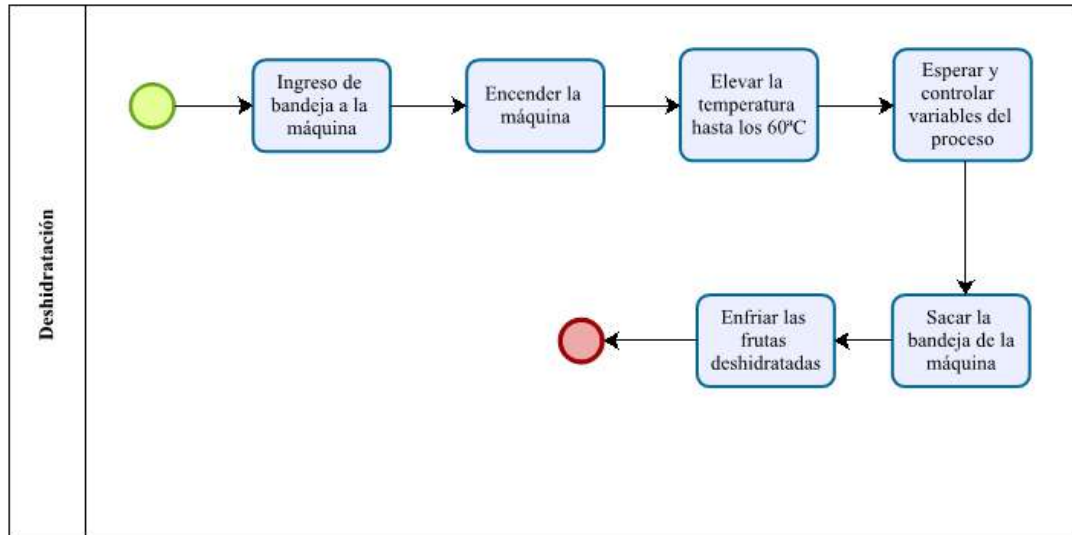 Deshidratación
Ingreso de
bandeja a la
máquina
Encender la
máquina
Elevar la
temperatura
hasta los 60ªC
Esperar y
controlar
variables del
proceso
Sacar la
bandeja de la
máquina
Enfriar las
frutas
deshidratadas